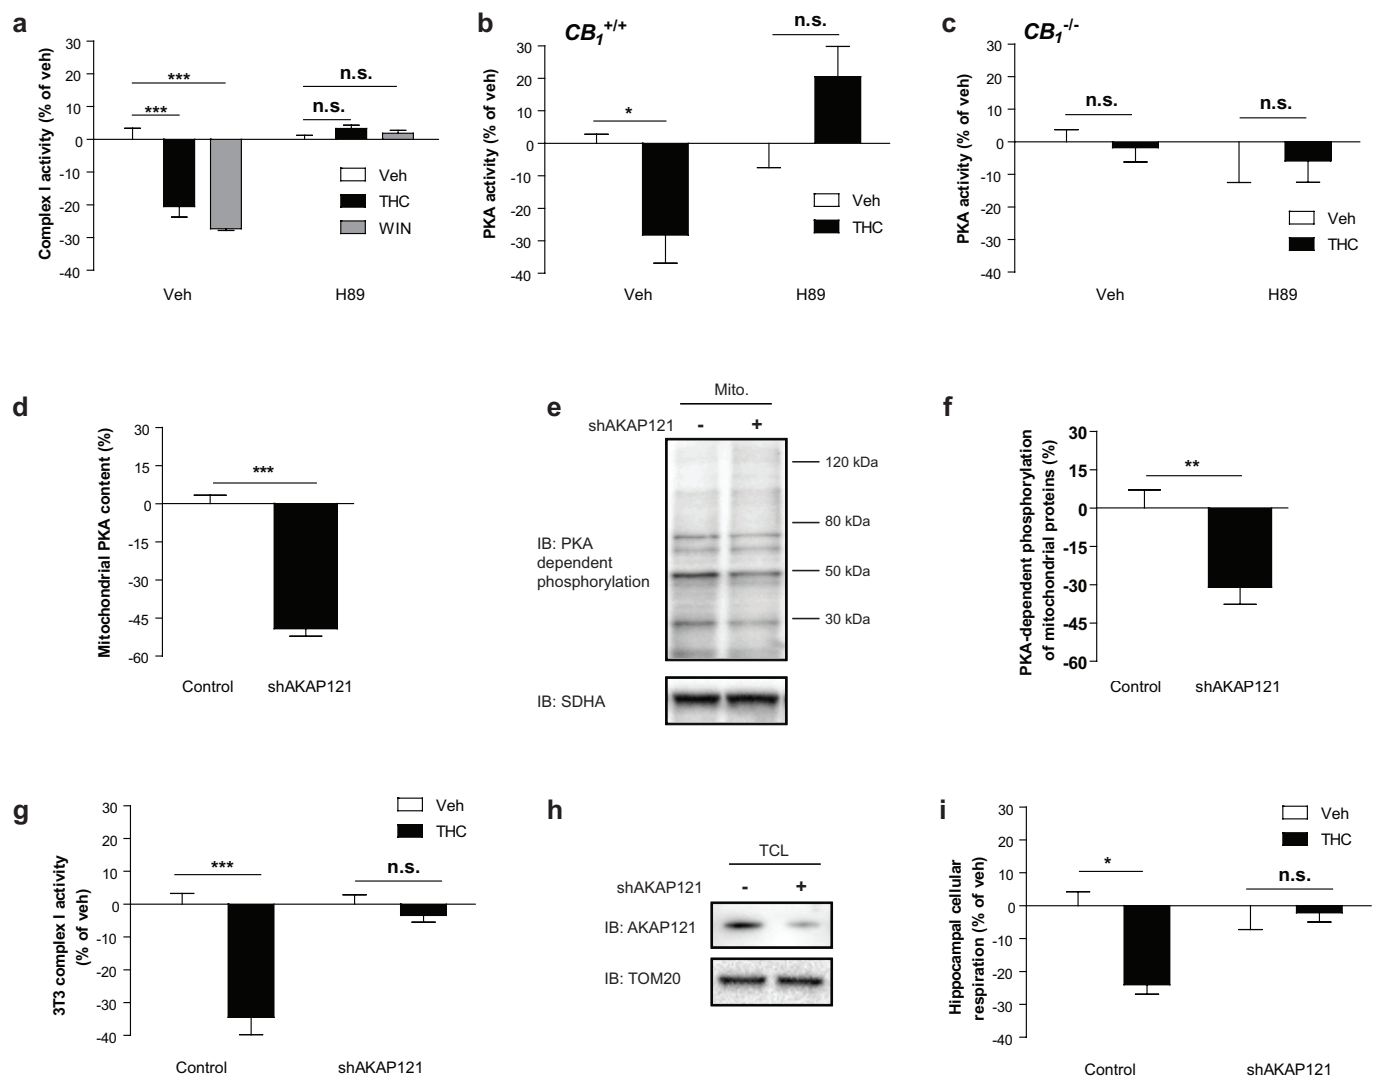 a
Complex I activity (% of veh)
30
20
10
0
-10
-20
-30
-40
***
***
n.s.
n.s.
Veh
THC
WIN
Veh
H89
b
CB1+/+
PKA activity (% of veh)
30
20
10
0
-10
-20
-30
-40
*
n.s.
Veh
THC
Veh
H89
c
CB1-/-
PKA activity (% of veh)
30
20
10
0
-10
-20
-30
-40
n.s.
n.s.
Veh
THC
Veh
H89
d
Mitochondrial PKA content (%)
30
15
0
-15
-30
-45
-60
***
Control
shAKAP121
e
Mito.
shAKAP121 - +
120 kDa
80 kDa
50 kDa
30 kDa
IB: PKA
dependent
phosphorylation
IB: SDHA
f
PKA-dependent phosphorylation
of mitochondrial proteins (%)
30
15
0
-15
-30
-45
-60
**
Control
shAKAP121
g
3T3 complex I activity
(% of veh)
30
20
10
0
-10
-20
-30
-40
***
n.s.
Veh
THC
Control
shAKAP121
h
TCL
shAKAP121 - +
IB: AKAP121
IB: TOM20
i
Hippocampal cellular
respiration (% of veh)
30
20
10
0
-10
-20
-30
-40
*
n.s.
Veh
THC
Control
shAKAP121